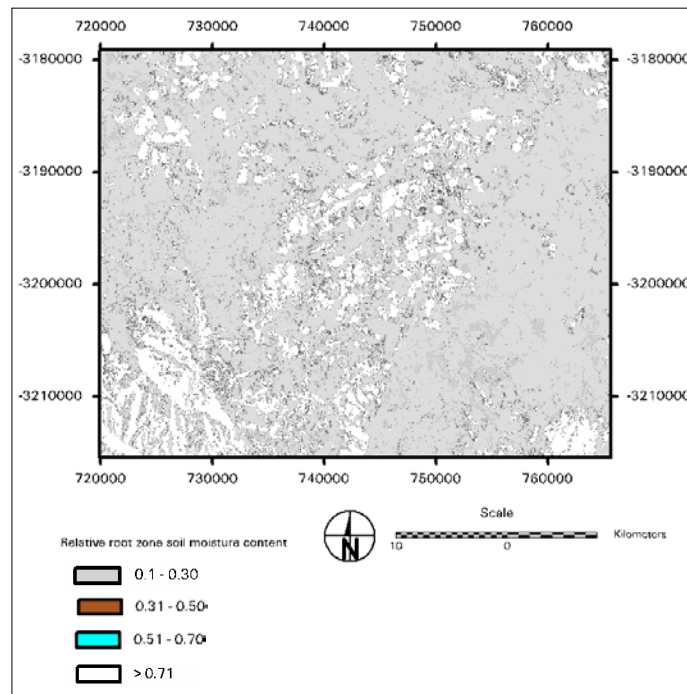 720000 730000 740000 750000 760000
-3180000 -3180000
-3190000 -3190000
-3200000 -3200000
-3210000 -3210000
720000 730000 740000 750000 760000
Scale
N
Kilometers
10 0
Relative root zone soil moisture content
0.1 - 0.30
0.31 - 0.50
0.51 - 0.70
> 0.71